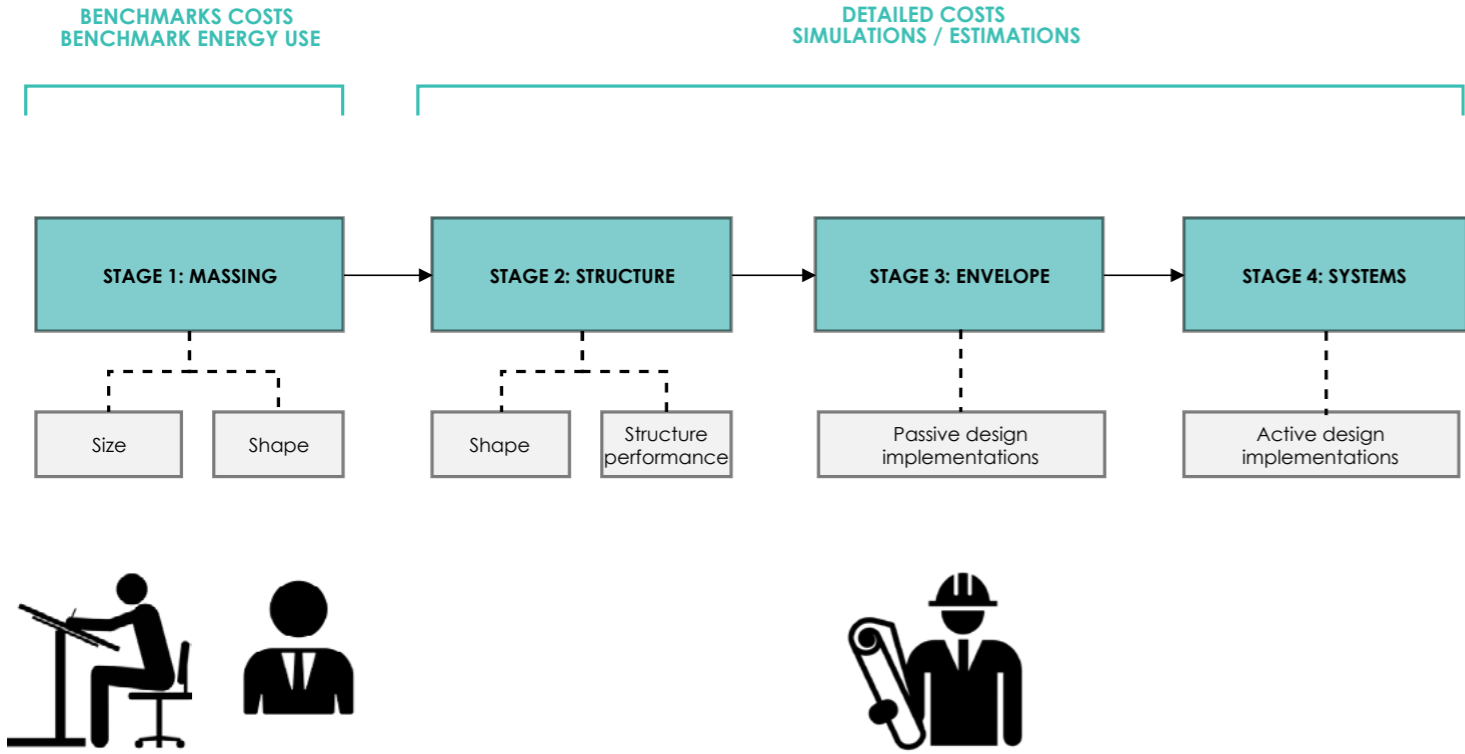 BENCHMARKS COSTS
BENCHMARK ENERGY USE
DETAILED COSTS
SIMULATIONS / ESTIMATIONS
STAGE 1: MASSING
STAGE 2: STRUCTURE
STAGE 3: ENVELOPE
STAGE 4: SYSTEMS
Size
Shape
Shape
Structure
performance
Passive design
implementations
Active design
implementations